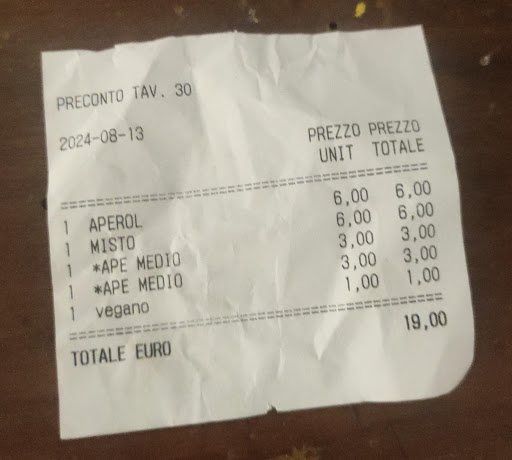 PRECONTO TAV. 30
2024-08-13
PREZZO PREZZO
UNIT TOTALE
================================================
1 APEROL 6,00 6,00
1 MISTO 6,00 6,00
1 *APE MEDIO 3,00 3,00
1 *APE MEDIO 3,00 3,00
1 vegano 1,00 1,00
================================================
TOTALE EURO 19,00